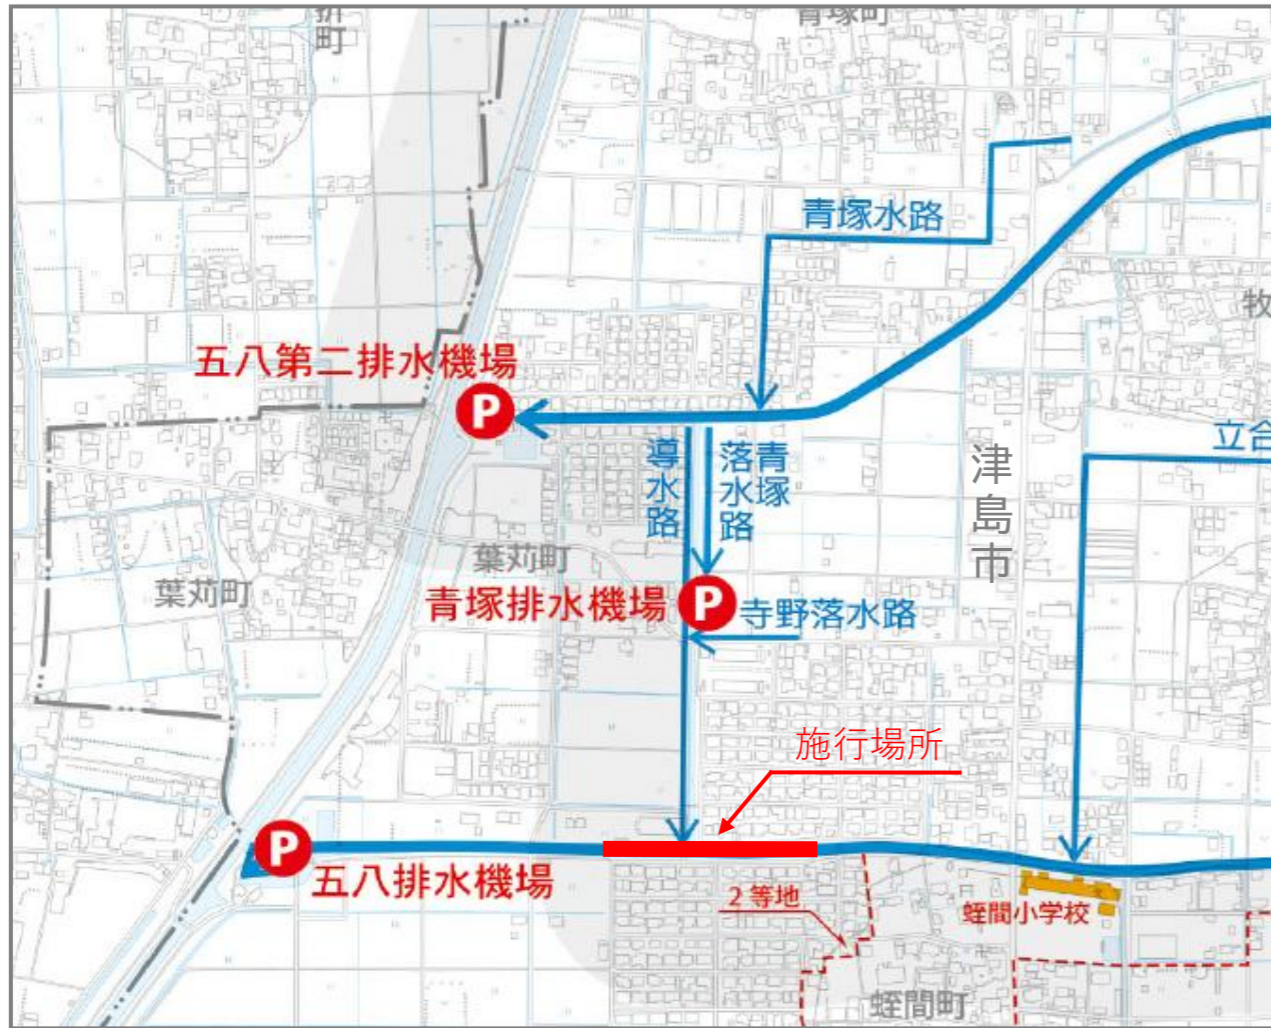 折町
青塚町
青塚水路
牧
五八第二排水機場
P
立合
導水路
青塚落水路
津島市
葉苅町
葉苅町
青塚排水機場
P
寺野落水路
施行場所
P
五八排水機場
2等地
蛭間小学校
蛭間町